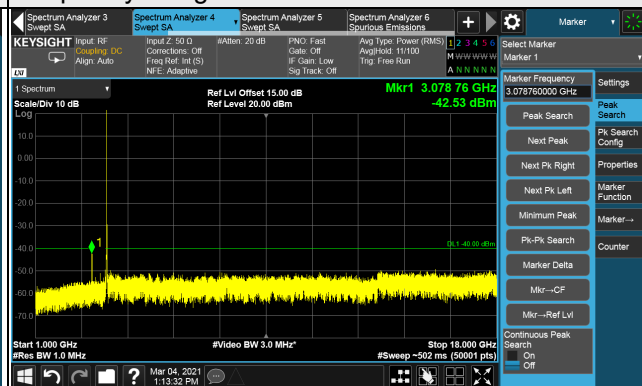 Spectrum Analyzer 3
Swept SA
Spectrum Analyzer 4
Swept SA
Spectrum Analyzer 5
Swept SA
Spectrum Analyzer 6
Spurious Emissions
+
Marker
KEYSIGHT
Input: RF
Coupling: DC
Align: Auto
Input Z: 50 Ω
Corrections: Off
Freq Ref: Int (S)
NFE: Adaptive
#Atten: 20 dB
PNO: Fast
Gate: Off
IF Gain: Low
Sig Track: Off
Avg Type: Power (RMS)
Avg|Hold: 11/100
Trig: Free Run
1 2 3 4 5 6
M W W W W W
A N N N N N
LXI
Select Marker
Marker 1
1 Spectrum
Scale/Div 10 dB
Log
Ref Lvl Offset 15.00 dB
Ref Level 20.00 dBm
Mkr1 3.078 76 GHz
-42.53 dBm
10.0
0.00
-10.0
-20.0
-30.0
-40.0
-50.0
-60.0
-70.0
1
DL1 -40.00 dBm
Start 1.000 GHz
#Res BW 1.0 MHz
#Video BW 3.0 MHz*
Stop 18.000 GHz
#Sweep ~502 ms (50001 pts)
Marker Frequency
3.078760000 GHz
Peak Search
Next Peak
Next Pk Right
Next Pk Left
Minimum Peak
Pk-Pk Search
Marker Delta
Mkr→CF
Mkr→Ref Lvl
Continuous Peak
Search
On
Off
Settings
Peak
Search
Pk Search
Config
Properties
Marker
Function
Marker→
Counter
?
Mar 04, 2021
1:13:32 PM